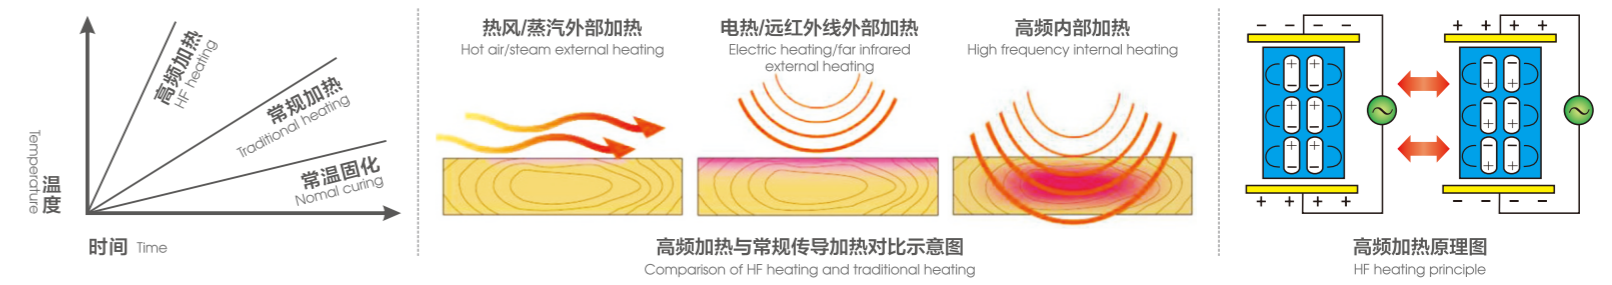 高频加热
HF heating
常规加热
Traditional heating
常温固化
Nomal curing
Temperature
温度
时间 Time
热风/蒸汽外部加热
Hot air/steam external heating
电热/远红外线外部加热
Electric heating/far infrared
external heating
高频内部加热
High frequency internal heating
高频加热与常规传导加热对比示意图
Comparison of HF heating and traditional heating
− − − −
+ + + +
+ + + +
− − − −
高频加热原理图
HF heating principle